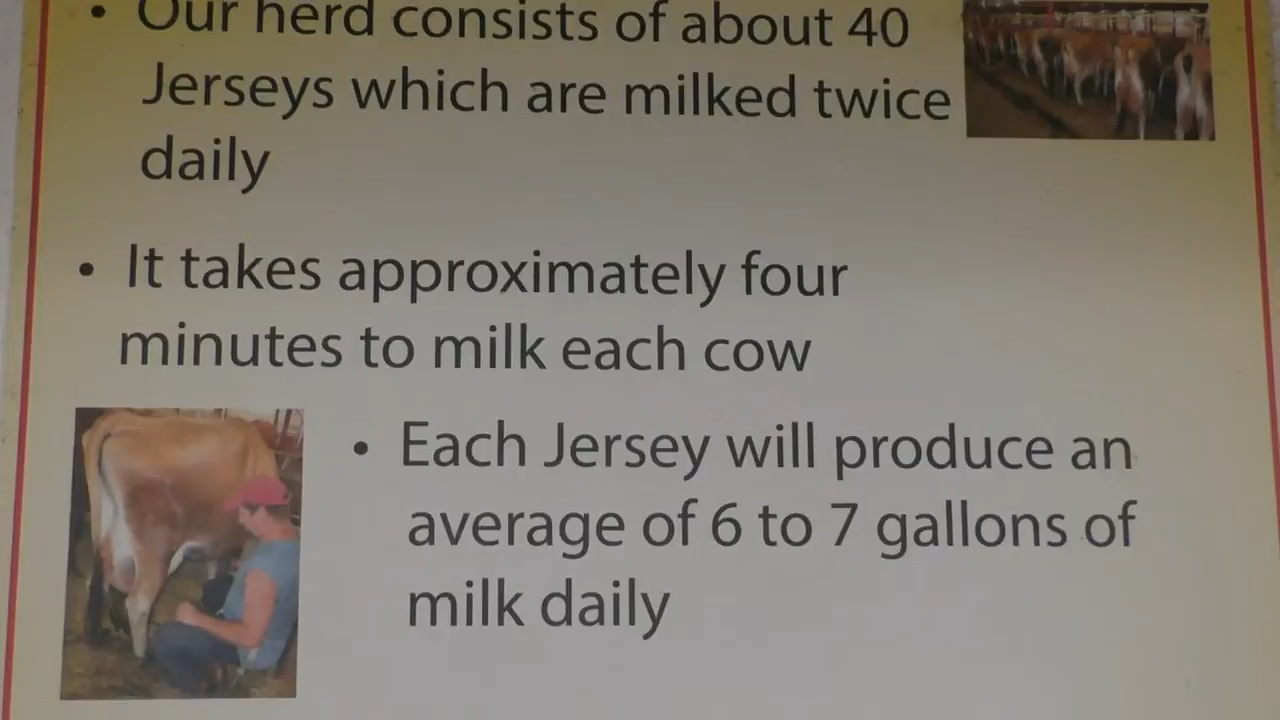 • Our herd consists of about 40
Jerseys which are milked twice
daily
• It takes approximately four
minutes to milk each cow
• Each Jersey will produce an
average of 6 to 7 gallons of
milk daily